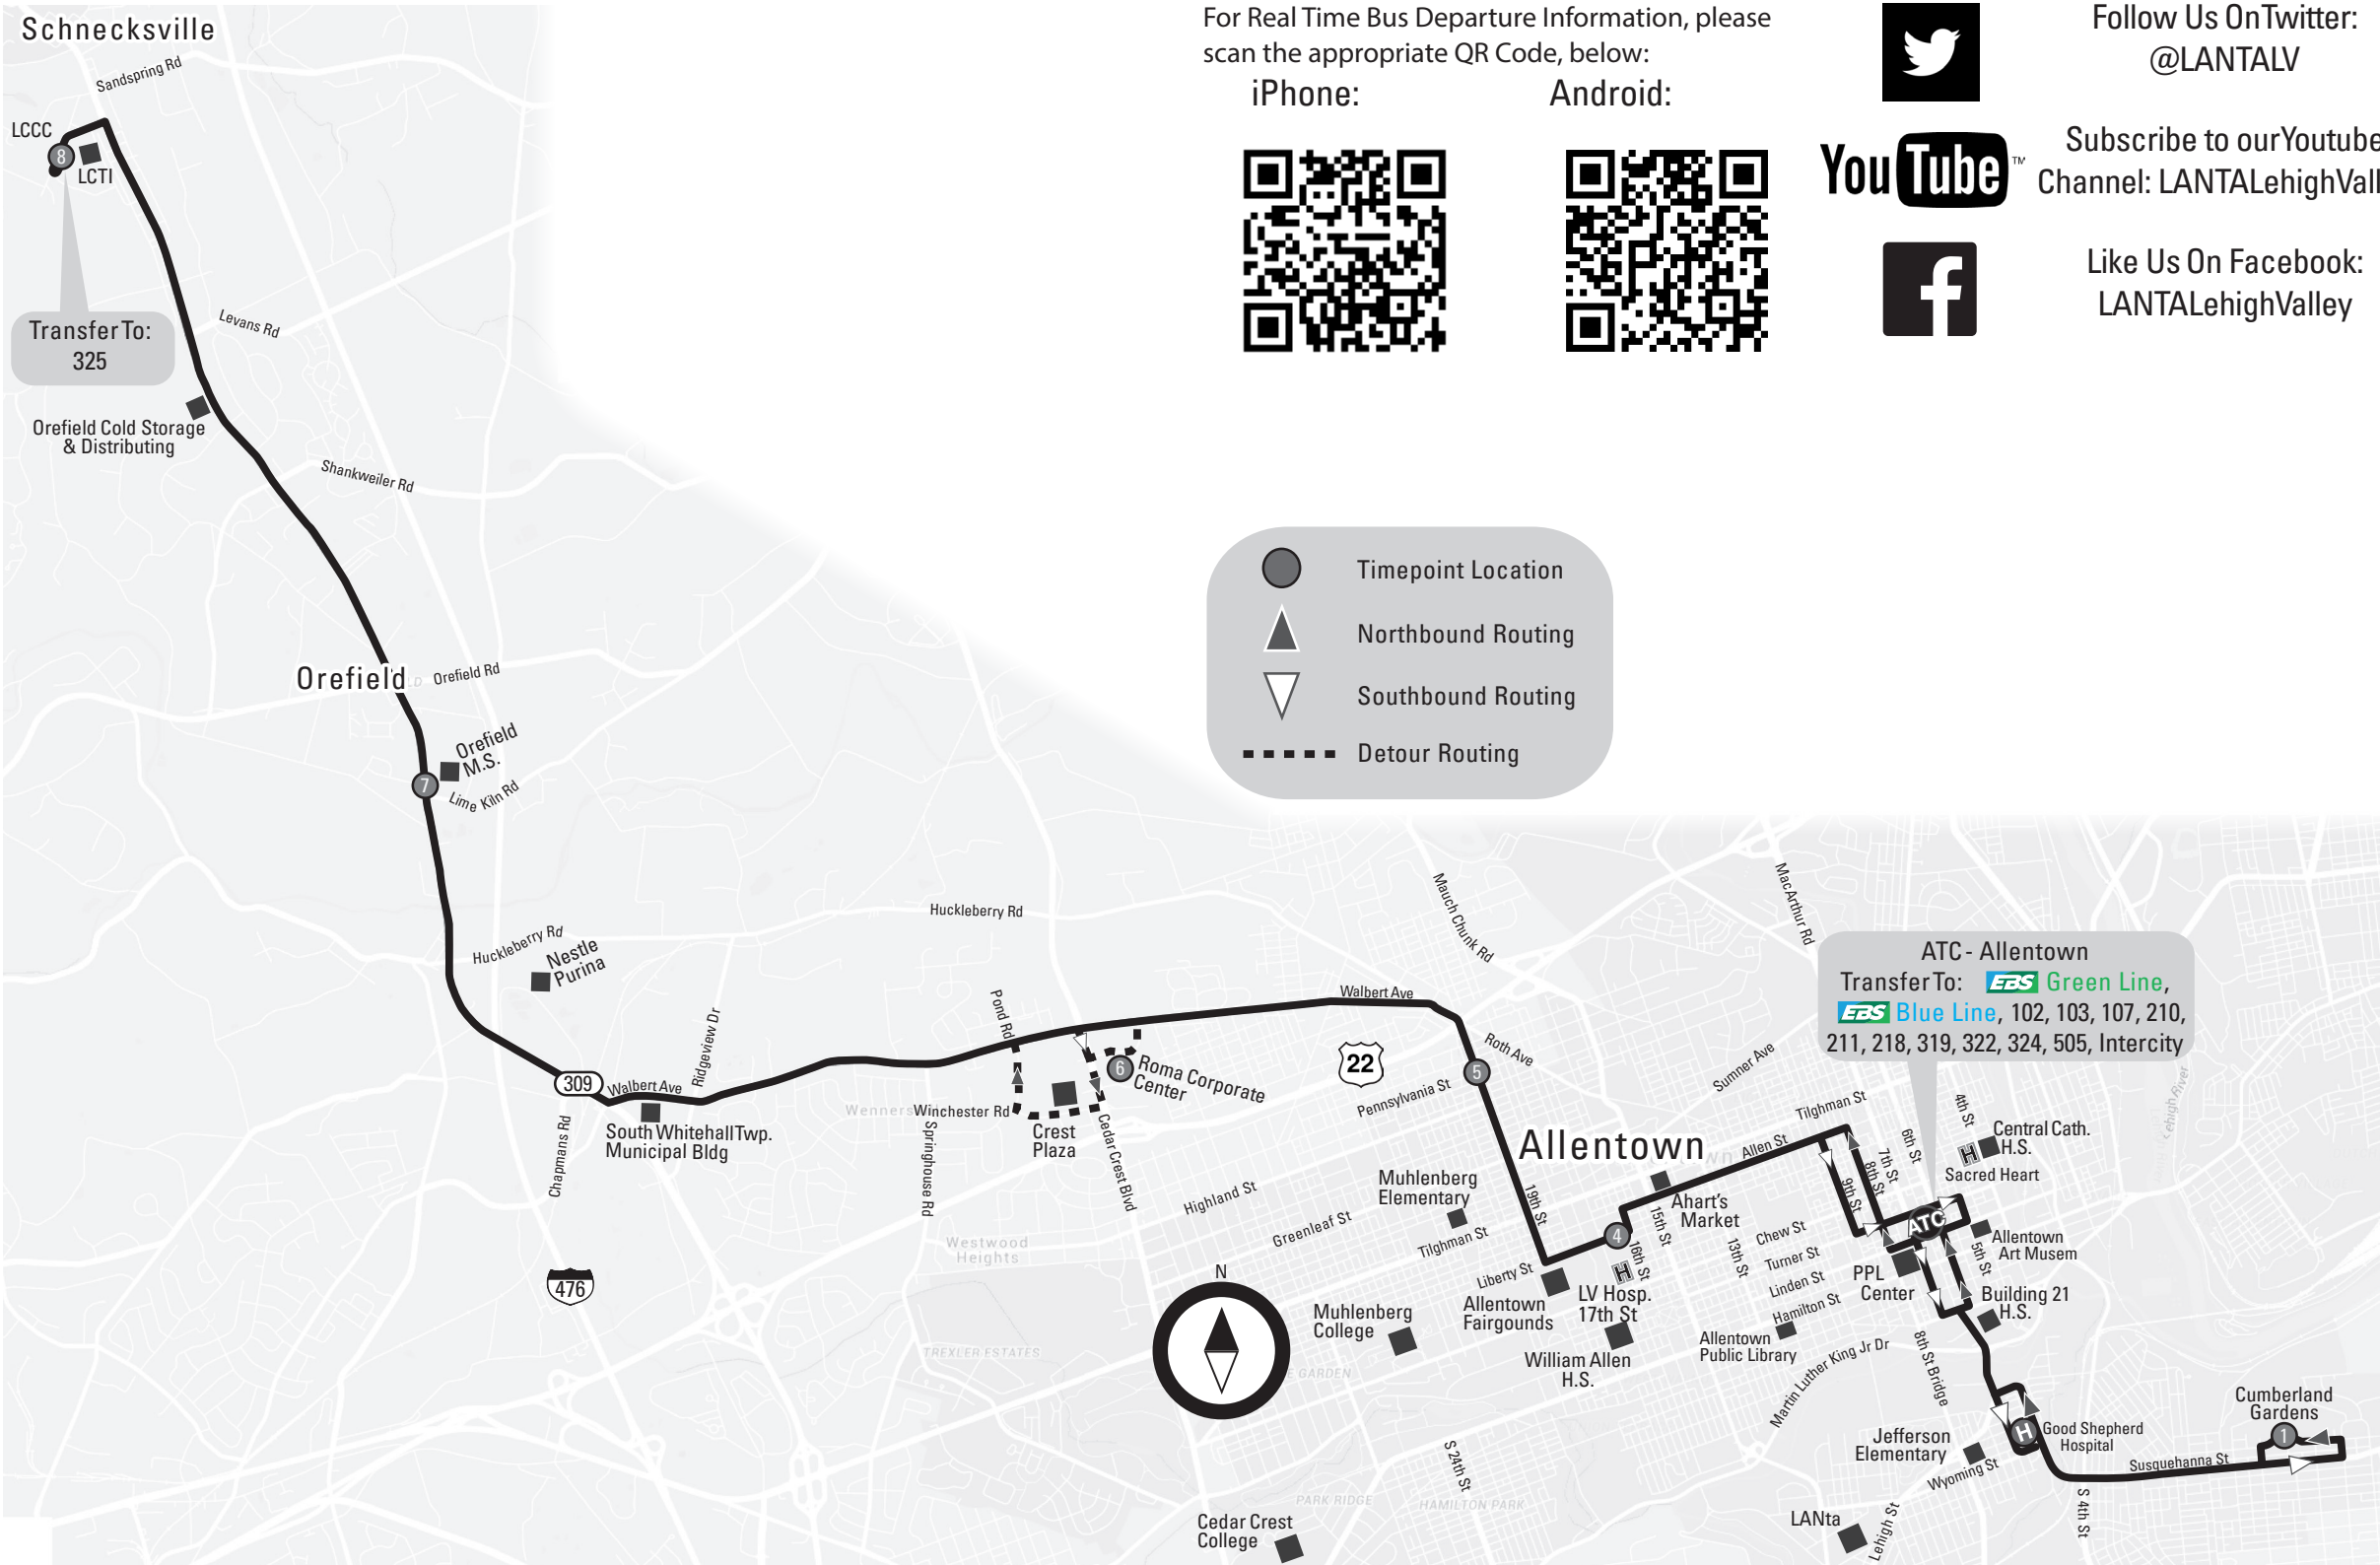 Schnecksville
Sandspring Rd
LCCC
8
LCTI
Transfer To:
325
Levans Rd
Orefield Cold Storage
& Distributing
Shankweiler Rd
Orefield
Orefield Rd
Orefield
M.S.
7
Lime Kiln Rd
Huckleberry Rd
Nestle
Purina
309
Walbert Ave
Ridgeview Dr
South Whitehall Twp.
Municipal Bldg
Chapmans Rd
476
For Real Time Bus Departure Information, please
scan the appropriate QR Code, below:
iPhone:
Android:
Follow Us OnTwitter:
@LANTALV
YouTube™
Subscribe to ourYoutube
Channel: LANTALehighVall
f
Like Us On Facebook:
LANTALehighValley
Timepoint Location
Northbound Routing
Southbound Routing
Detour Routing
Huckleberry Rd
Pond Rd
Winchester Rd
Springhouse Rd
Crest
Plaza
Cedar Crest Blvd
6
Roma Corporate
Center
Walbert Ave
22
Mauch Chunk Rd
Roth Ave
5
Pennsylvania St
Highland St
Greenleaf St
Westwood
Heights
TREXLER ESTATES
Muhlenberg
Elementary
Tilghman St
19th St
Liberty St
Allentown
Fairgounds
Muhlenberg
College
N
Allentown
Allen St
Ahart's
Market
4
16th St
15th St
H
LV Hosp.
17th St
William Allen
H.S.
13th St
Chew St
Turner St
Linden St
Hamilton St
Allentown
Public Library
Martin Luther King Jr Dr
MacArthur Rd
Sumner Ave
Tilghman St
ATC - Allentown
Transfer To: EBS Green Line,
EBS Blue Line, 102, 103, 107, 210,
211, 218, 319, 322, 324, 505, Intercity
Lehigh River
4th St
Central Cath.
H.S.
H
Sacred Heart
6th St
7th St
8th St
9th St
ATC
Allentown
Art Musem
5th St
PPL
Center
Building 21
H.S.
8th St Bridge
Cumberland
Gardens
1
H
Good Shepherd
Hospital
Jefferson
Elementary
Wyoming St
Susquehanna St
S 4th St
LANta
Lehigh St
S 24th St
PARK RIDGE
HAMILTON PARK
Cedar Crest
College